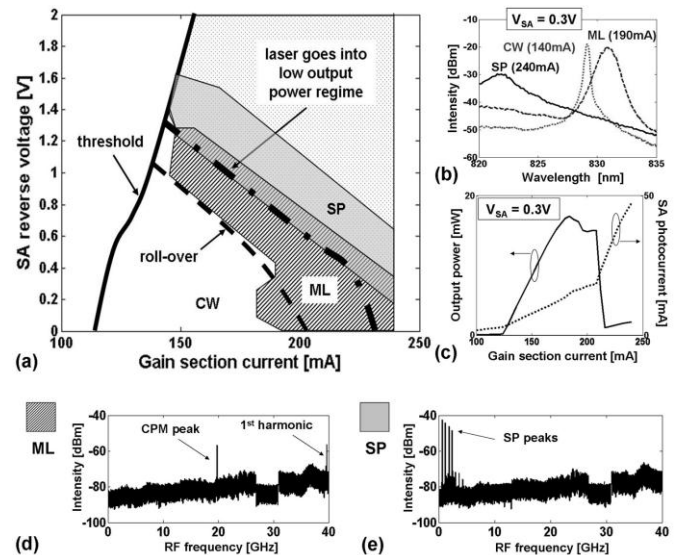 2
1.8
1.6
1.4
1.2
1
0.8
0.6
0.4
0.2
0
SA reverse voltage [V]
laser goes into
low output
power regime
threshold
roll-over
SP
ML
CW
100
150
200
250
(a)
Gain section current [mA]
VSA = 0.3V
CW (140mA)
ML (190mA)
SP (240mA)
-10
-20
-30
-40
-50
-60
Intensity [dBm]
820
825
830
835
(b)
Wavelength [nm]
VSA = 0.3V
20
10
0
Output power [mW]
50
0
SA photocurrent [mA]
100
150
200
250
(c)
Gain section current [mA]
ML
-40
-60
-80
-100
Intensity [dBm]
CPM peak
1st harmonic
0
10
20
30
40
(d)
RF frequency [GHz]
SP
-40
-60
-80
-100
Intensity [dBm]
SP peaks
0
10
20
30
40
(e)
RF frequency [GHz]